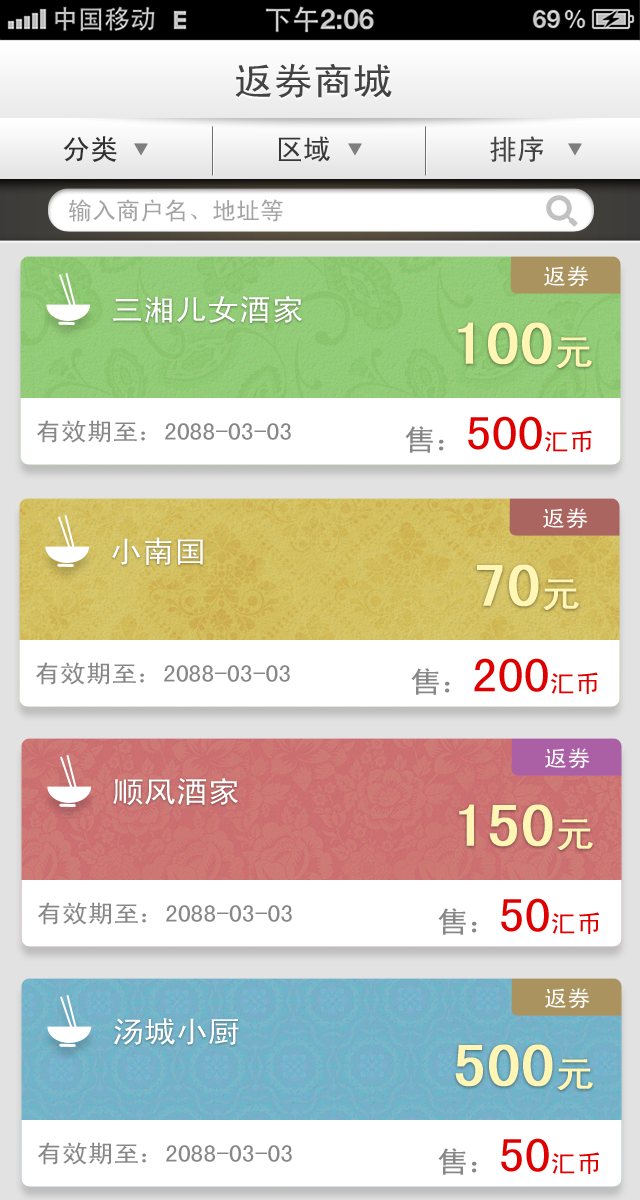 中国移动 E 下午2:06 69%
返券商城
分类 ▼ 区域 ▼ 排序 ▼
输入商户名、地址等
返券
三湘儿女酒家
100元
有效期至：2088-03-03 售：500汇币
返券
小南国
70元
有效期至：2088-03-03 售：200汇币
返券
顺风酒家
150元
有效期至：2088-03-03 售：50汇币
返券
汤城小厨
500元
有效期至：2088-03-03 售：50汇币